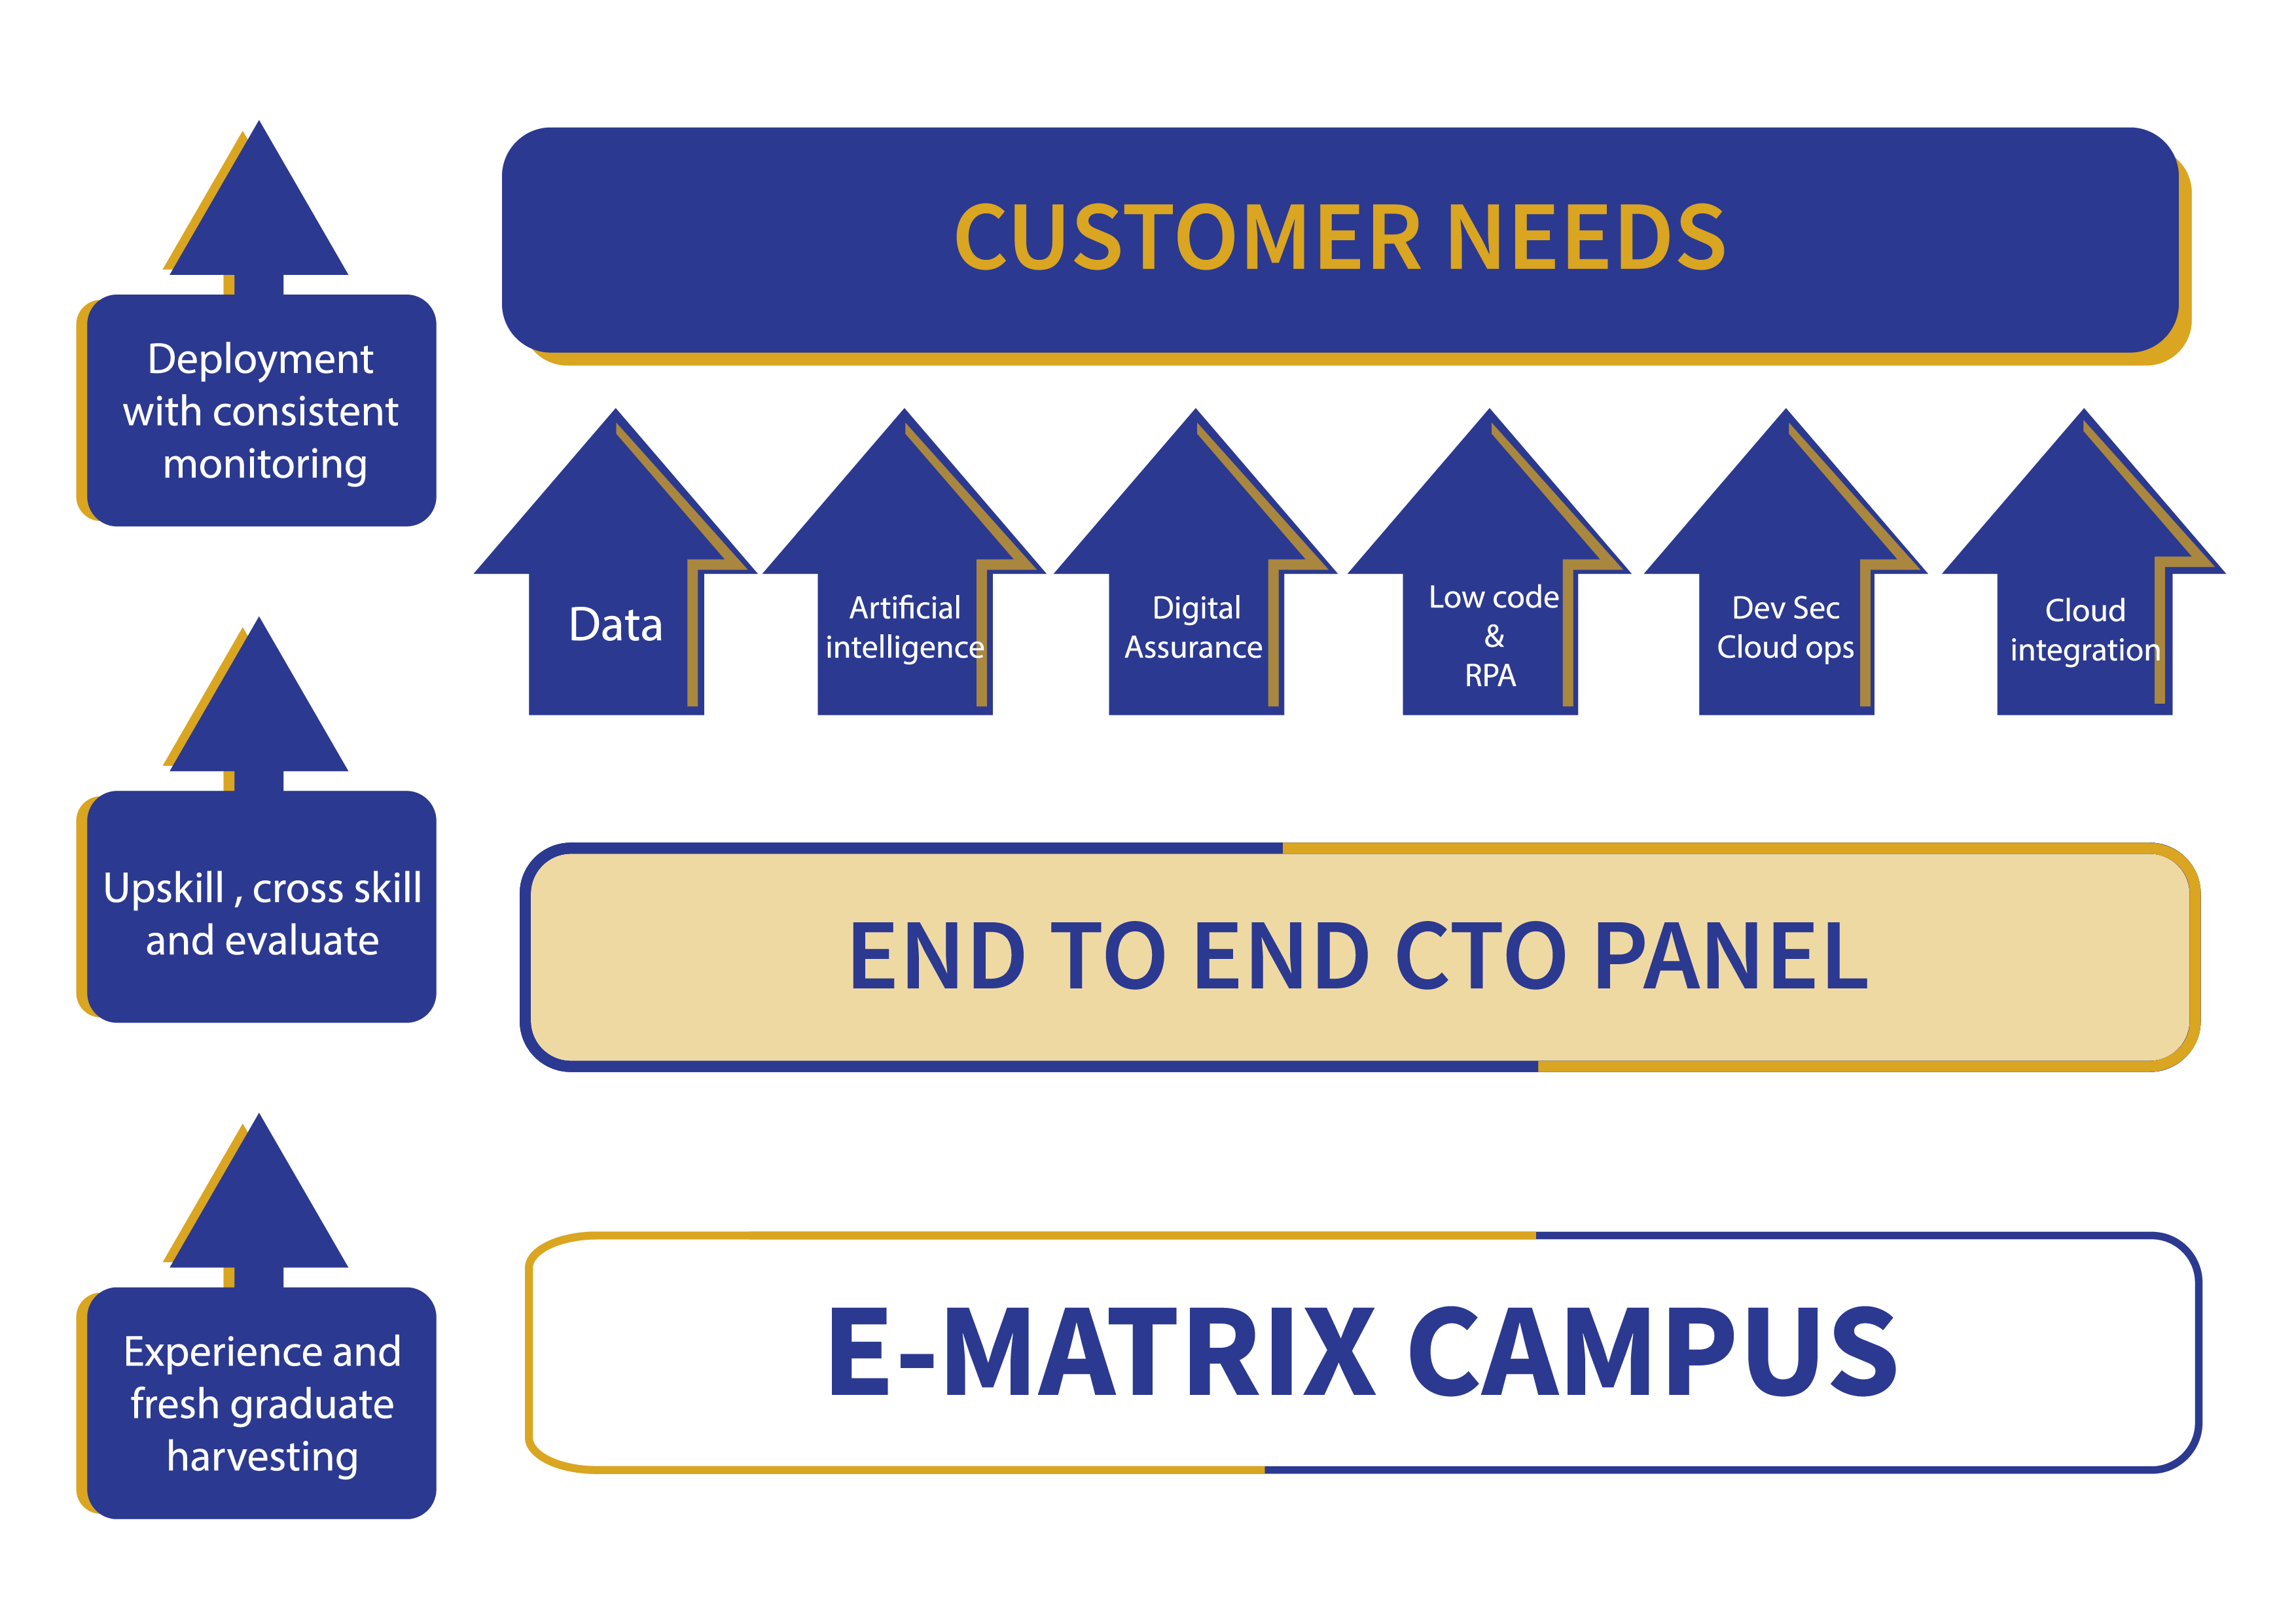 CUSTOMER NEEDS
Deployment
with consistent
monitoring
Data
Artificial
intelligence
Digital
Assurance
Low code
&
RPA
Dev Sec
Cloud ops
Cloud
integration
Upskill , cross skill
and evaluate
END TO END CTO PANEL
Experience and
fresh graduate
harvesting
E-MATRIX CAMPUS